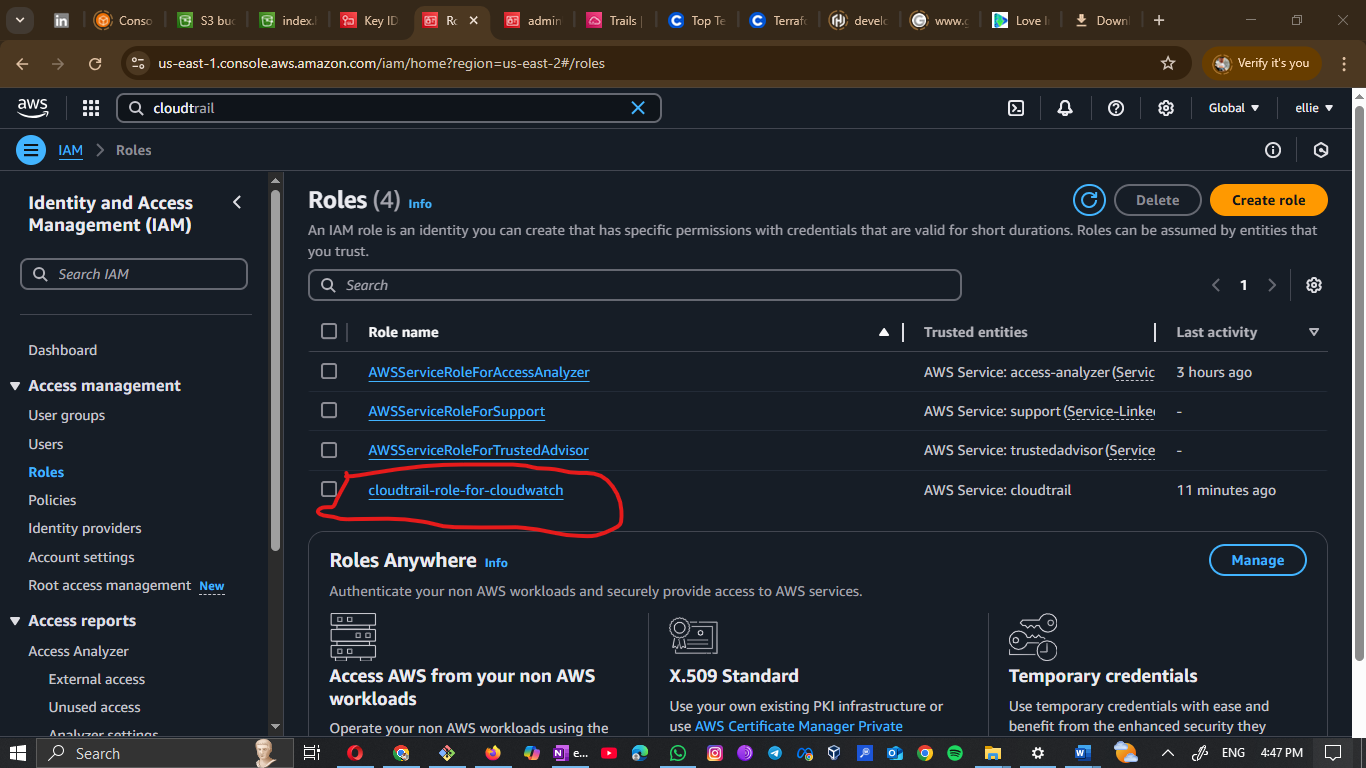 Conso
S3 buc
index.h
Key ID
Ro
admin
Trails |
Top Te
Terrafo
develo
www.g
Love I
Downl
us-east-1.console.aws.amazon.com/iam/home?region=us-east-2#/roles
Verify it's you
aws
cloudtrail
Global
ellie
IAM
Roles
Identity and Access
Management (IAM)
Search IAM
Dashboard
Access management
User groups
Users
Roles
Policies
Identity providers
Account settings
Root access management New
Access reports
Access Analyzer
External access
Unused access
Analyzer settings
Roles (4) Info
Delete
Create role
An IAM role is an identity you can create that has specific permissions with credentials that are valid for short durations. Roles can be assumed by entities that
you trust.
Search
1
Role name Trusted entities Last activity
AWSServiceRoleForAccessAnalyzer AWS Service: access-analyzer (Servic 3 hours ago
AWSServiceRoleForSupport AWS Service: support (Service-Linke -
AWSServiceRoleForTrustedAdvisor AWS Service: trustedadvisor (Service -
cloudtrail-role-for-cloudwatch AWS Service: cloudtrail 11 minutes ago
Roles Anywhere Info
Manage
Authenticate your non AWS workloads and securely provide access to AWS services.
Access AWS from your non AWS
workloads
Operate your non AWS workloads using the
X.509 Standard
Use your own existing PKI infrastructure or
use AWS Certificate Manager Private
Temporary credentials
Use temporary credentials with ease and
benefit from the enhanced security they
Search
e...
ENG
4:47 PM